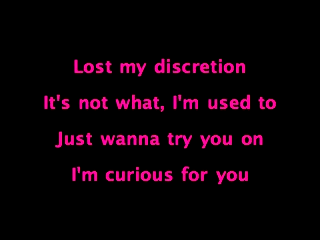 Lost my discretion
It's not what, I'm used to
Just wanna try you on
I'm curious for you